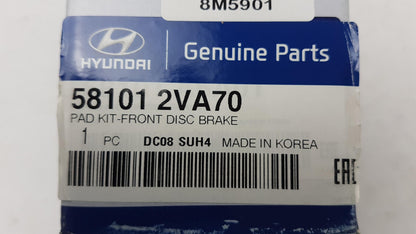 8M5901
HYUNDAI
Genuine Parts
58101 2VA70
PAD KIT-FRONT DISC BRAKE
1 PC DC08 SUH4 MADE IN KOREA
EAC